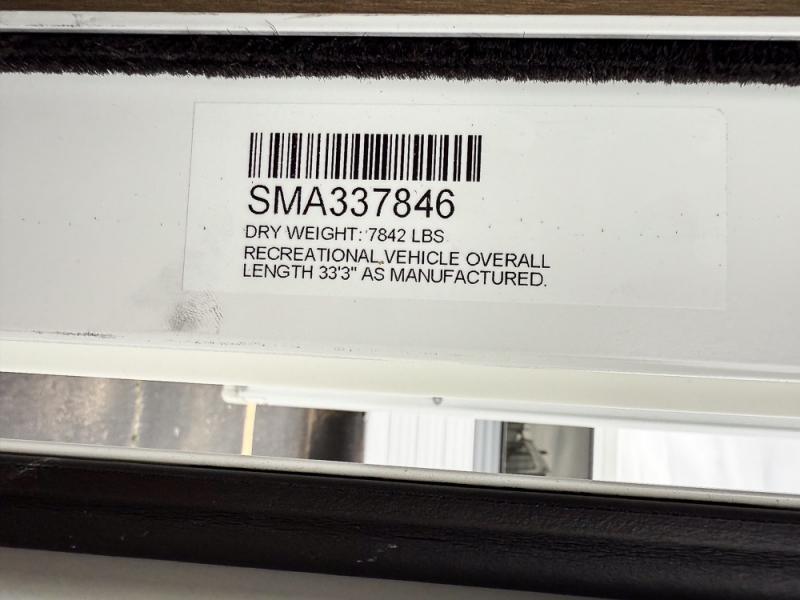 SMA337846
DRY WEIGHT: 7842 LBS
RECREATIONAL VEHICLE OVERALL
LENGTH 33'3" AS MANUFACTURED.